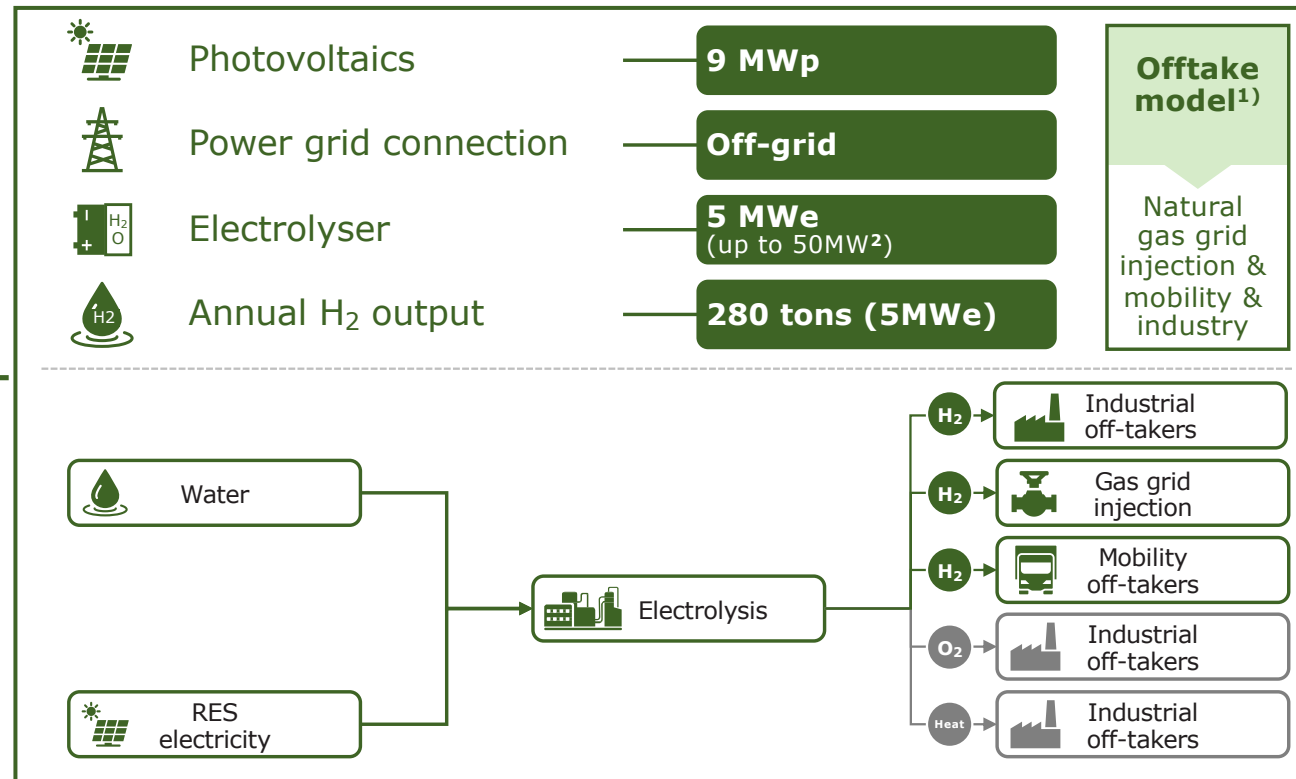 Photovoltaics
9 MWp
Power grid connection
Off-grid
H₂
O
Electrolyser
5 MWe
(up to 50MW²)
H2
Annual H₂ output
280 tons (5MWe)
Offtake
model¹⁾
Natural
gas grid
injection &
mobility &
industry
Water
RES
electricity
Electrolysis
H₂
Industrial
off-takers
H₂
Gas grid
injection
H₂
Mobility
off-takers
O₂
Industrial
off-takers
Heat
Industrial
off-takers